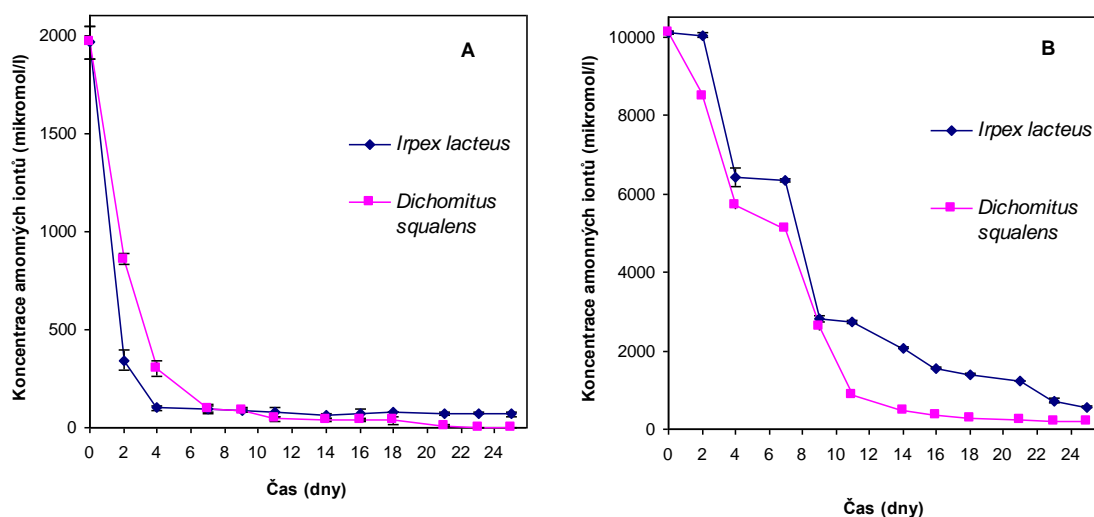 A
Koncentrace amonných iontů (mikromol/l)
2000
1500
1000
500
0
0 2 4 6 8 10 12 14 16 18 20 22 24
Čas (dny)
Irpex lacteus
Dichomitus
squalens
B
Koncentrace amonných iontů (mikromol/l)
10000
8000
6000
4000
2000
0
0 2 4 6 8 10 12 14 16 18 20 22 24
Čas (dny)
Irpex lacteus
Dichomitus
squalens